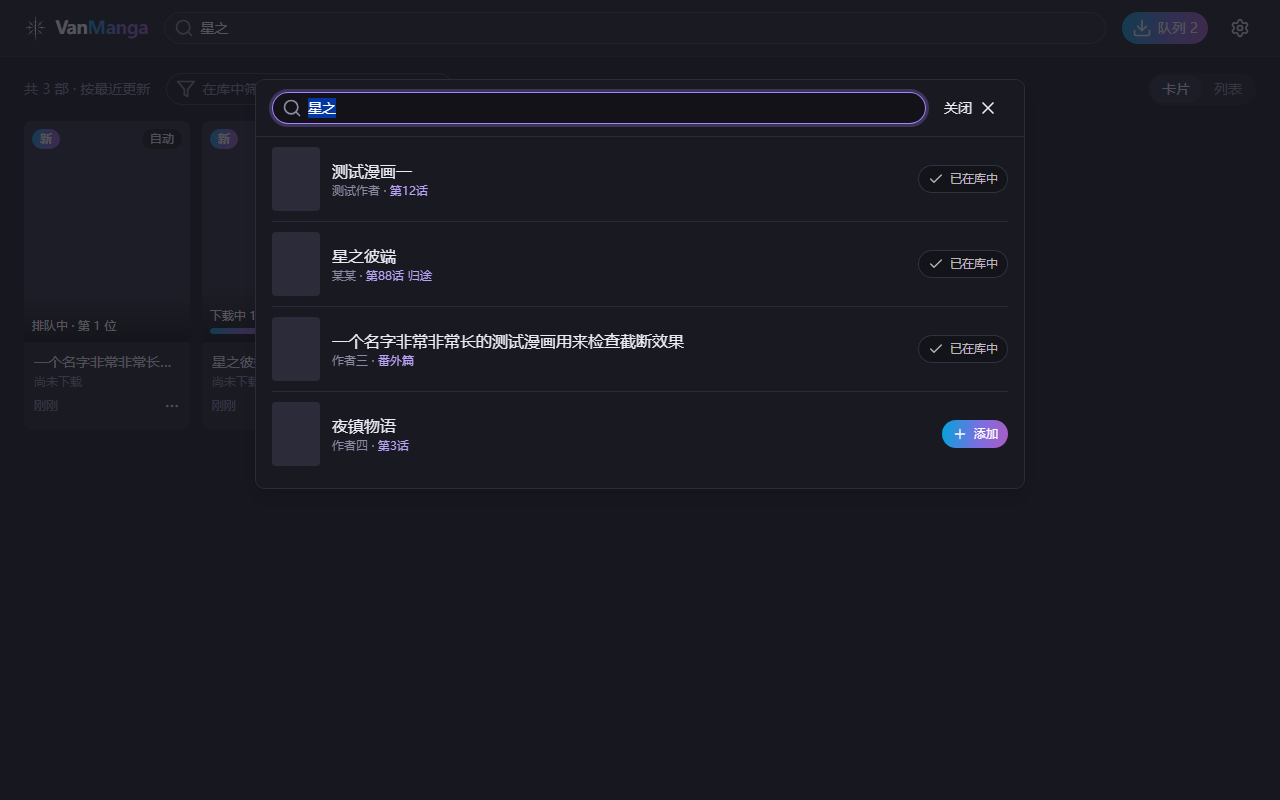 VanManga
星之
队列 2
共 3 部 · 按最近更新
在库中筛
卡片
列表
星之
关闭
新
自动
新
测试漫画一
测试作者 · 第12话
已在库中
星之彼端
某某 · 第88话 归途
已在库中
排队中 · 第 1 位
下载中 1
一个名字非常非常长的测试漫画用来检查截断效果
作者三 · 番外篇
已在库中
一个名字非常非常长...
尚未下载
刚刚
星之彼
尚未下载
刚刚
夜镇物语
作者四 · 第3话
添加